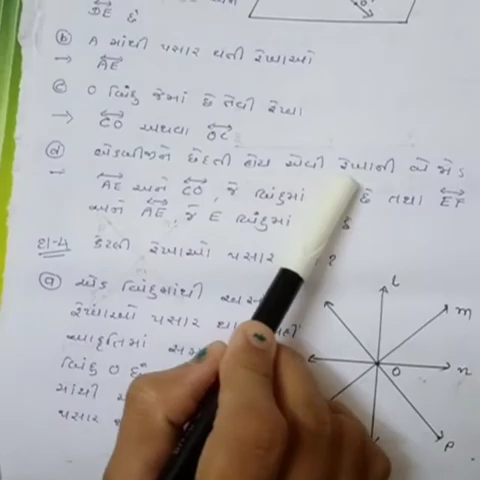 DE છે
(b) A માંથી પસાર થતી રેખાઓ
→ AE
(c) O બિંદુ જેમાં છે તેવી રેખા
→ CO અથવા OC
(d) એકબીજાને છેદતી હોય એવી રેખાની બે જોડ
→ AE અને CO, જે બિંદુમાં છે તથા EF
અને AE, જે E બિંદુમાં છે
દા-4 કેટલી રેખાઓ પસાર ?
(a) એક બિંદુમાંથી
રેખાઓ પસાર
આકૃતિમાં
બિંદુ O
માંથી
પસાર
l
m
n
O
P